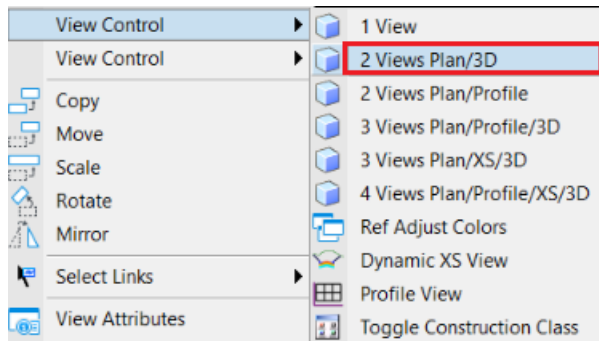 View Control
View Control
Copy
Move
Scale
Rotate
Mirror
Select Links
View Attributes
1 View
2 Views Plan/3D
2 Views Plan/Profile
3 Views Plan/Profile/3D
3 Views Plan/XS/3D
4 Views Plan/Profile/XS/3D
Ref Adjust Colors
Dynamic XS View
Profile View
Toggle Construction Class